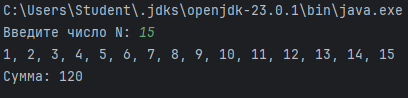 C:\Users\Student\.jdks\openjdk-23.0.1\bin\java.exe
Введите число N: 15
1, 2, 3, 4, 5, 6, 7, 8, 9, 10, 11, 12, 13, 14, 15
Сумма: 120